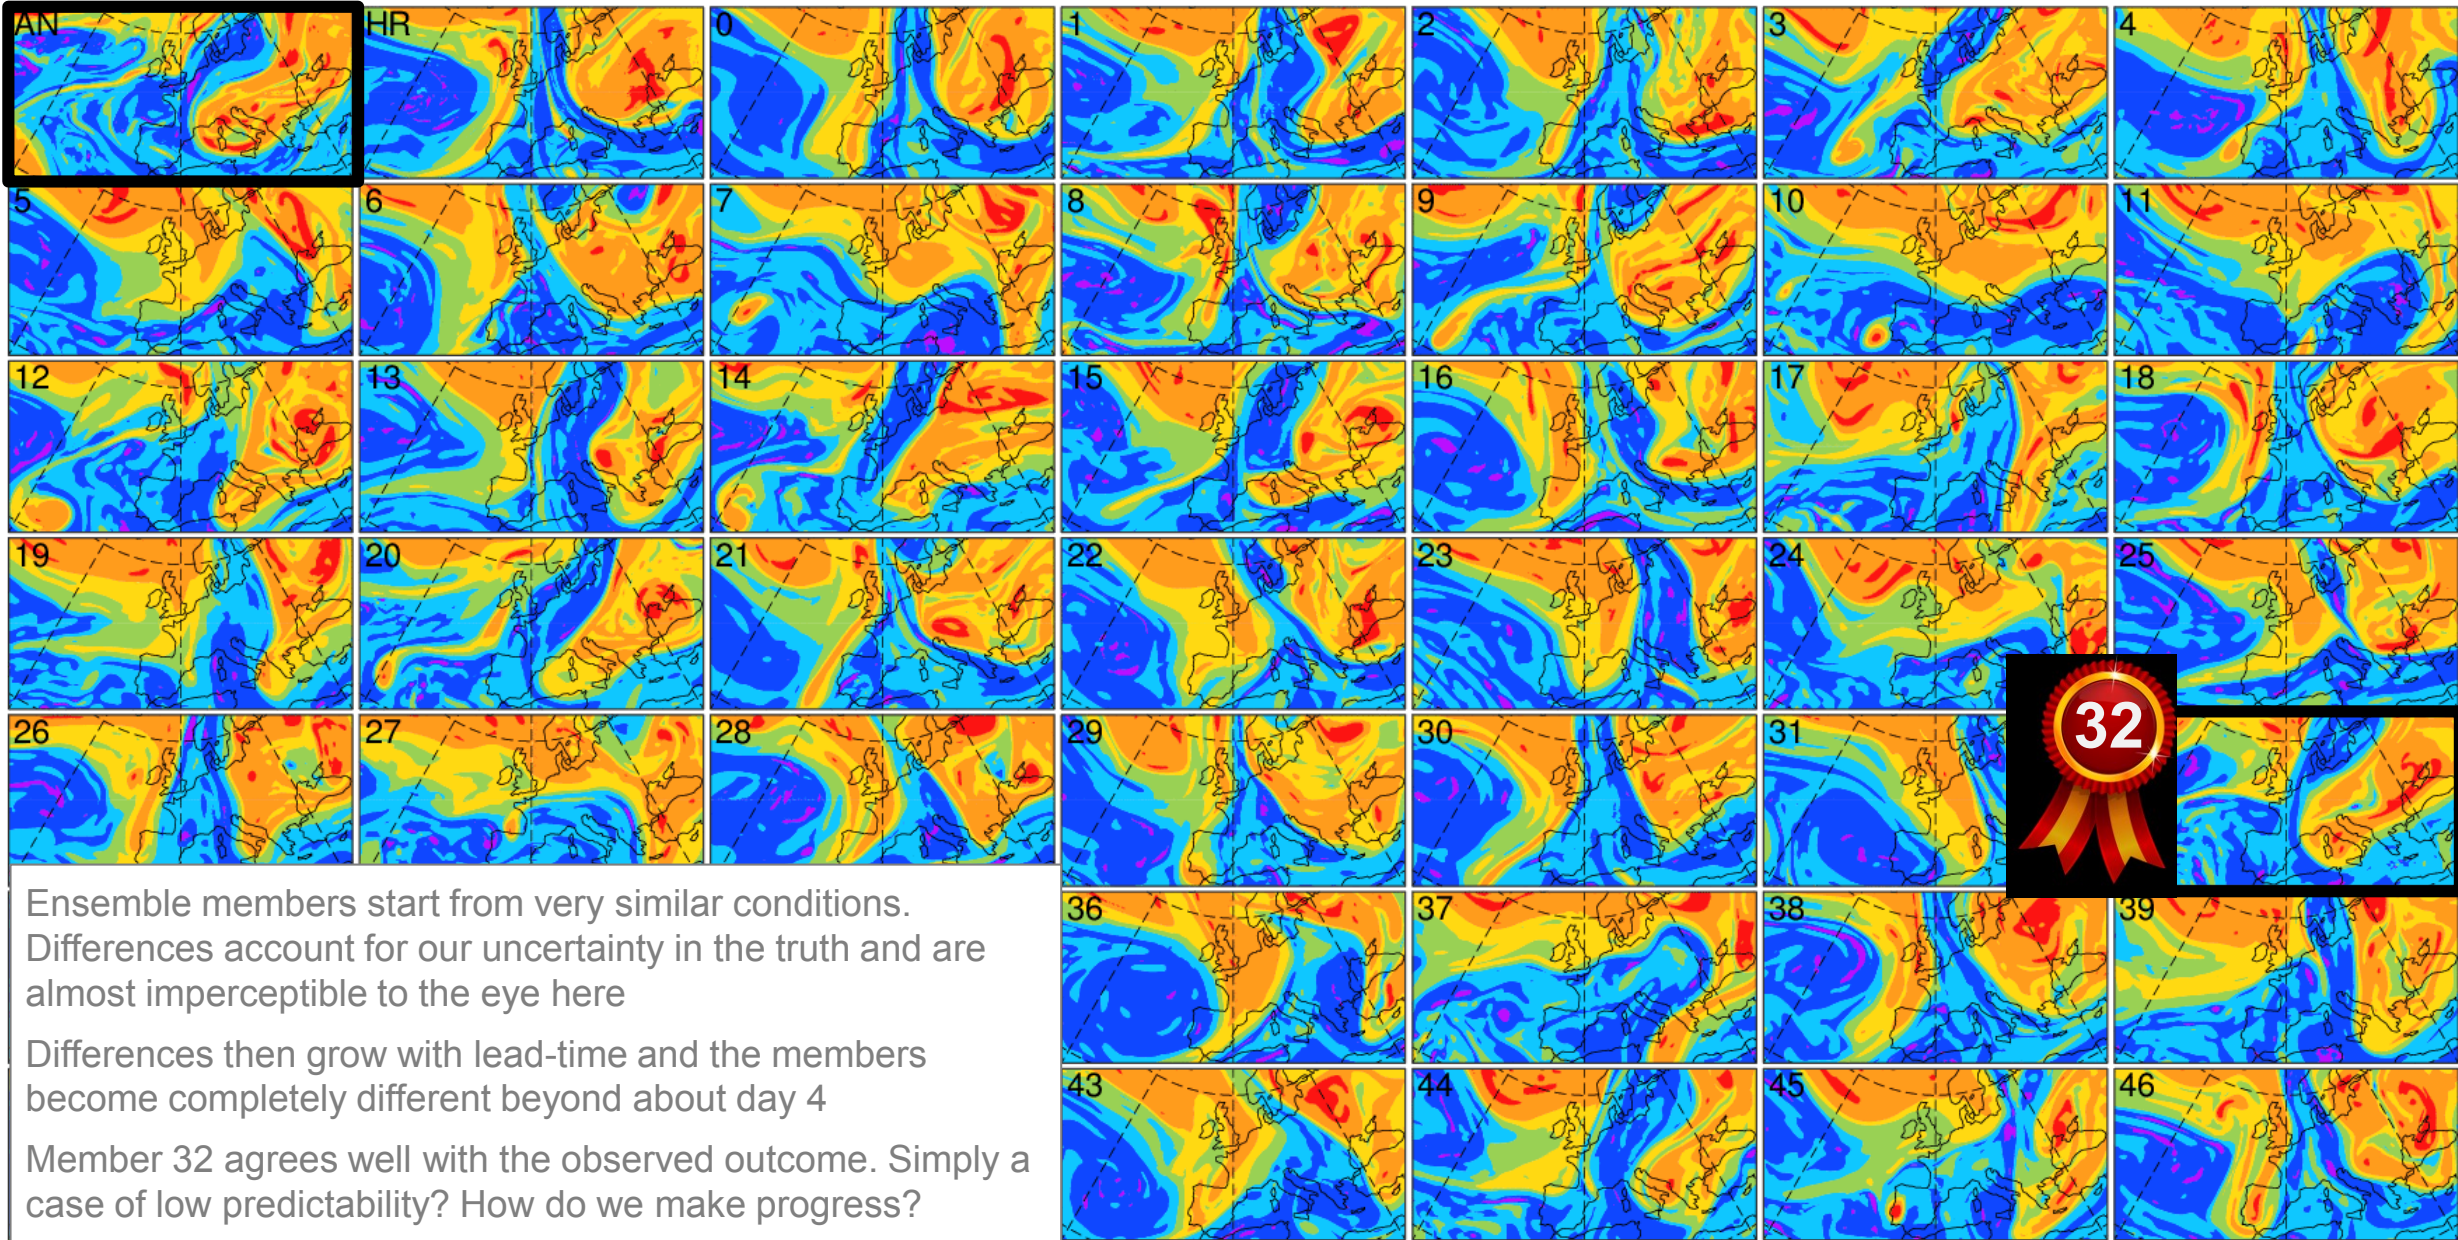 AN HR 0 1 2 3 4
5 6 7 8 9 10 11
12 13 14 15 16 17 18
19 20 21 22 23 24 25
26 27 28 29 30 31 32
36 37 38 39
43 44 45 46
Ensemble members start from very similar conditions.
Differences account for our uncertainty in the truth and are
almost imperceptible to the eye here
Differences then grow with lead-time and the members
become completely different beyond about day 4
Member 32 agrees well with the observed outcome. Simply a
case of low predictability? How do we make progress?